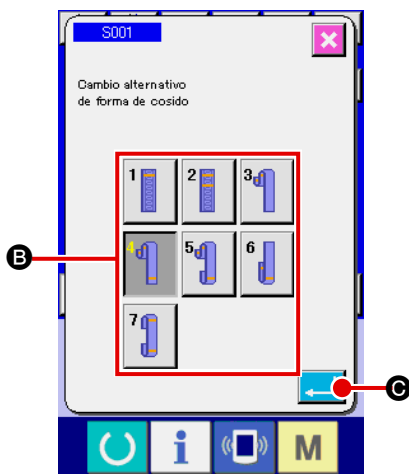 S001
Cambio alternativo
de forma de cosido
1 2 3
4 5 6
7
B
C
i M